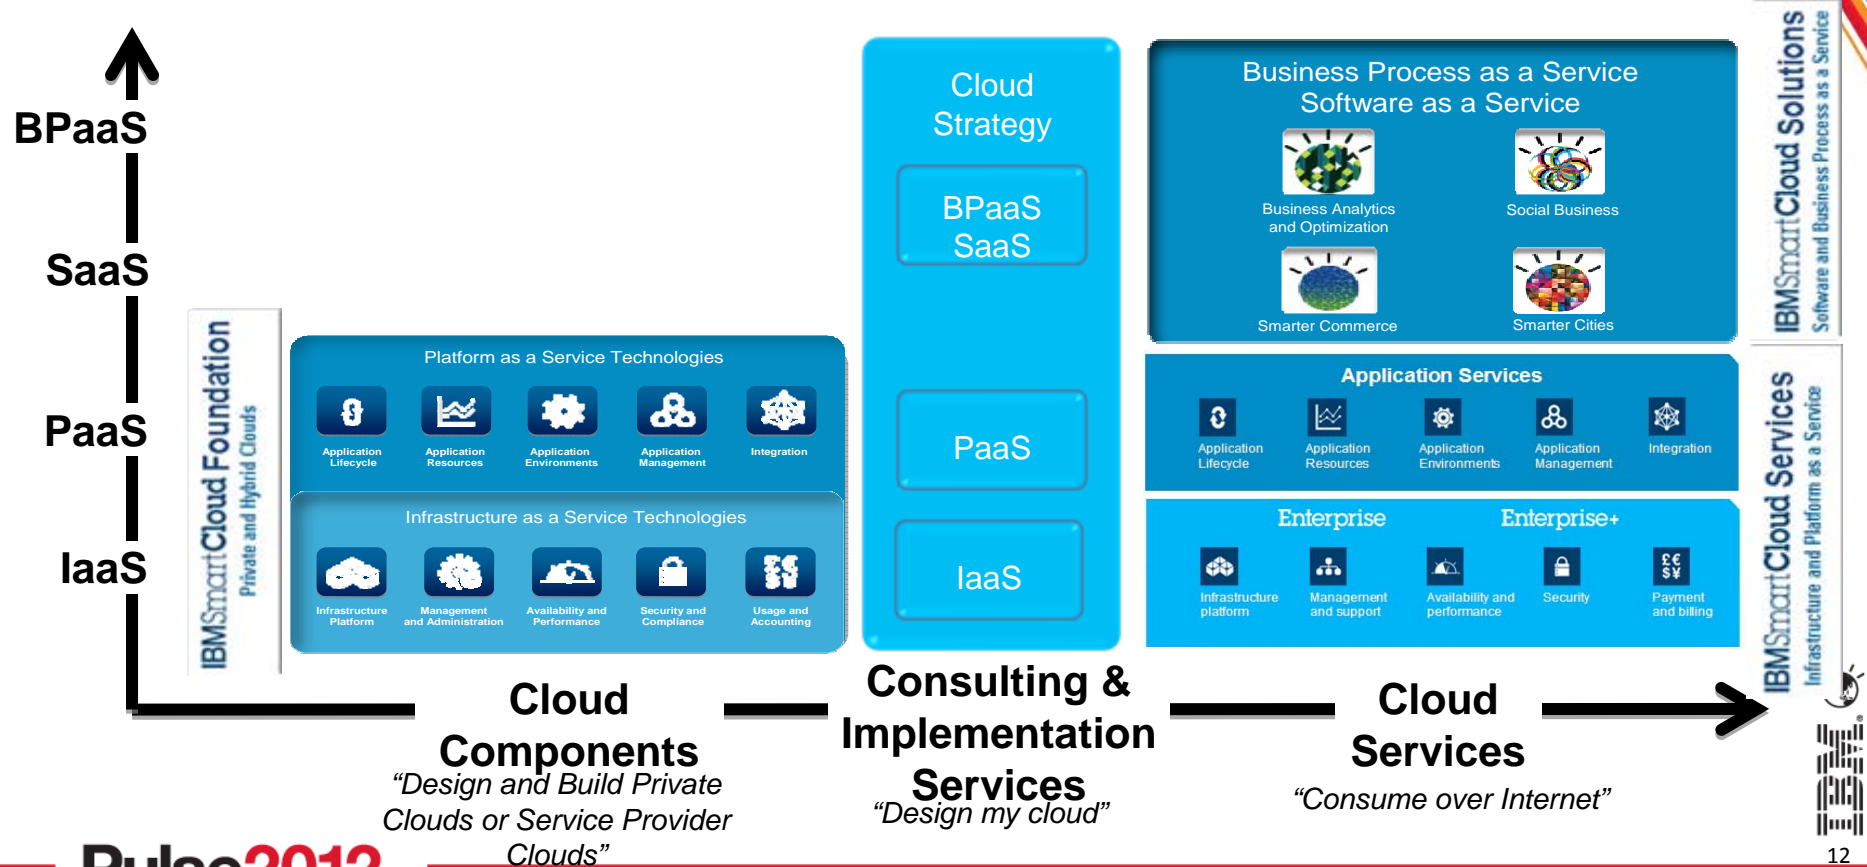 BPaaS
SaaS
PaaS
IaaS
IBMSmartCloud Foundation
Private and Hybrid Clouds
Platform as a Service Technologies
Application
Lifecycle
Application
Resources
Application
Environments
Application
Management
Integration
Infrastructure as a Service Technologies
Infrastructure
Platform
Management
and Administration
Availability and
Performance
Security and
Compliance
Usage and
Accounting
Cloud
Strategy
BPaaS
SaaS
PaaS
IaaS
Business Process as a Service
Software as a Service
Business Analytics
and Optimization
Social Business
Smarter Commerce
Smarter Cities
Application Services
Application
Lifecycle
Application
Resources
Application
Environments
Application
Management
Integration
Enterprise
Enterprise+
Infrastructure
platform
Management
and support
Availability and
performance
Security
£€
$¥
Payment
and billing
IBMSmartCloud Solutions
Software and Business Process as a Service
IBMSmartCloud Services
Infrastructure and Platform as a Service
Cloud
Components
“Design and Build Private
Clouds or Service Provider
Clouds”
Consulting &
Implementation
Services
“Design my cloud”
Cloud
Services
“Consume over Internet”
IBM®
Pulse2012
12